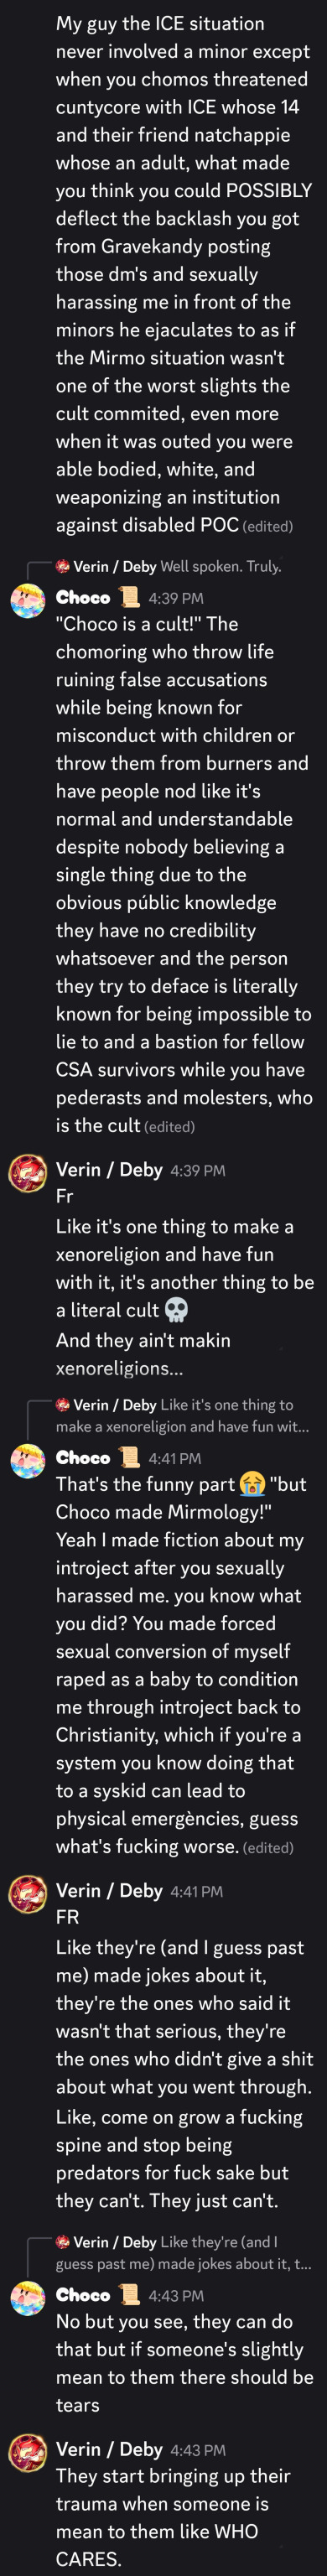 My guy the ICE situation
never involved a minor except
when you chomos threatened
cuntycore with ICE whose 14
and their friend natchappie
whose an adult, what made
you think you could POSSIBLY
deflect the backlash you got
from Gravekandy posting
those dm's and sexually
harassing me in front of the
minors he ejaculates to as if
the Mirmo situation wasn't
one of the worst slights the
cult commited, even more
when it was outed you were
able bodied, white, and
weaponizing an institution
against disabled POC (edited)
Verin / Deby Well spoken. Truly.
Choco 📜 4:39 PM
"Choco is a cult!" The
chomoring who throw life
ruining false accusations
while being known for
misconduct with children or
throw them from burners and
have people nod like it's
normal and understandable
despite nobody believing a
single thing due to the
obvious públic knowledge
they have no credibility
whatsoever and the person
they try to deface is literally
known for being impossible to
lie to and a bastion for fellow
CSA survivors while you have
pederasts and molesters, who
is the cult (edited)
Verin / Deby 4:39 PM
Fr
Like it's one thing to make a
xenoreligion and have fun
with it, it's another thing to be
a literal cult 💀
And they ain't makin
xenoreligions...
Verin / Deby Like it's one thing to
make a xenoreligion and have fun wit...
Choco 📜 4:41 PM
That's the funny part 😭 "but
Choco made Mirmology!"
Yeah I made fiction about my
introject after you sexually
harassed me. you know what
you did? You made forced
sexual conversion of myself
raped as a baby to condition
me through introject back to
Christianity, which if you're a
system you know doing that
to a syskid can lead to
physical emergències, guess
what's fucking worse. (edited)
Verin / Deby 4:41 PM
FR
Like they're (and I guess past
me) made jokes about it,
they're the ones who said it
wasn't that serious, they're
the ones who didn't give a shit
about what you went through.
Like, come on grow a fucking
spine and stop being
predators for fuck sake but
they can't. They just can't.
Verin / Deby Like they're (and I
guess past me) made jokes about it, t...
Choco 📜 4:43 PM
No but you see, they can do
that but if someone's slightly
mean to them there should be
tears
Verin / Deby 4:43 PM
They start bringing up their
trauma when someone is
mean to them like WHO
CARES.